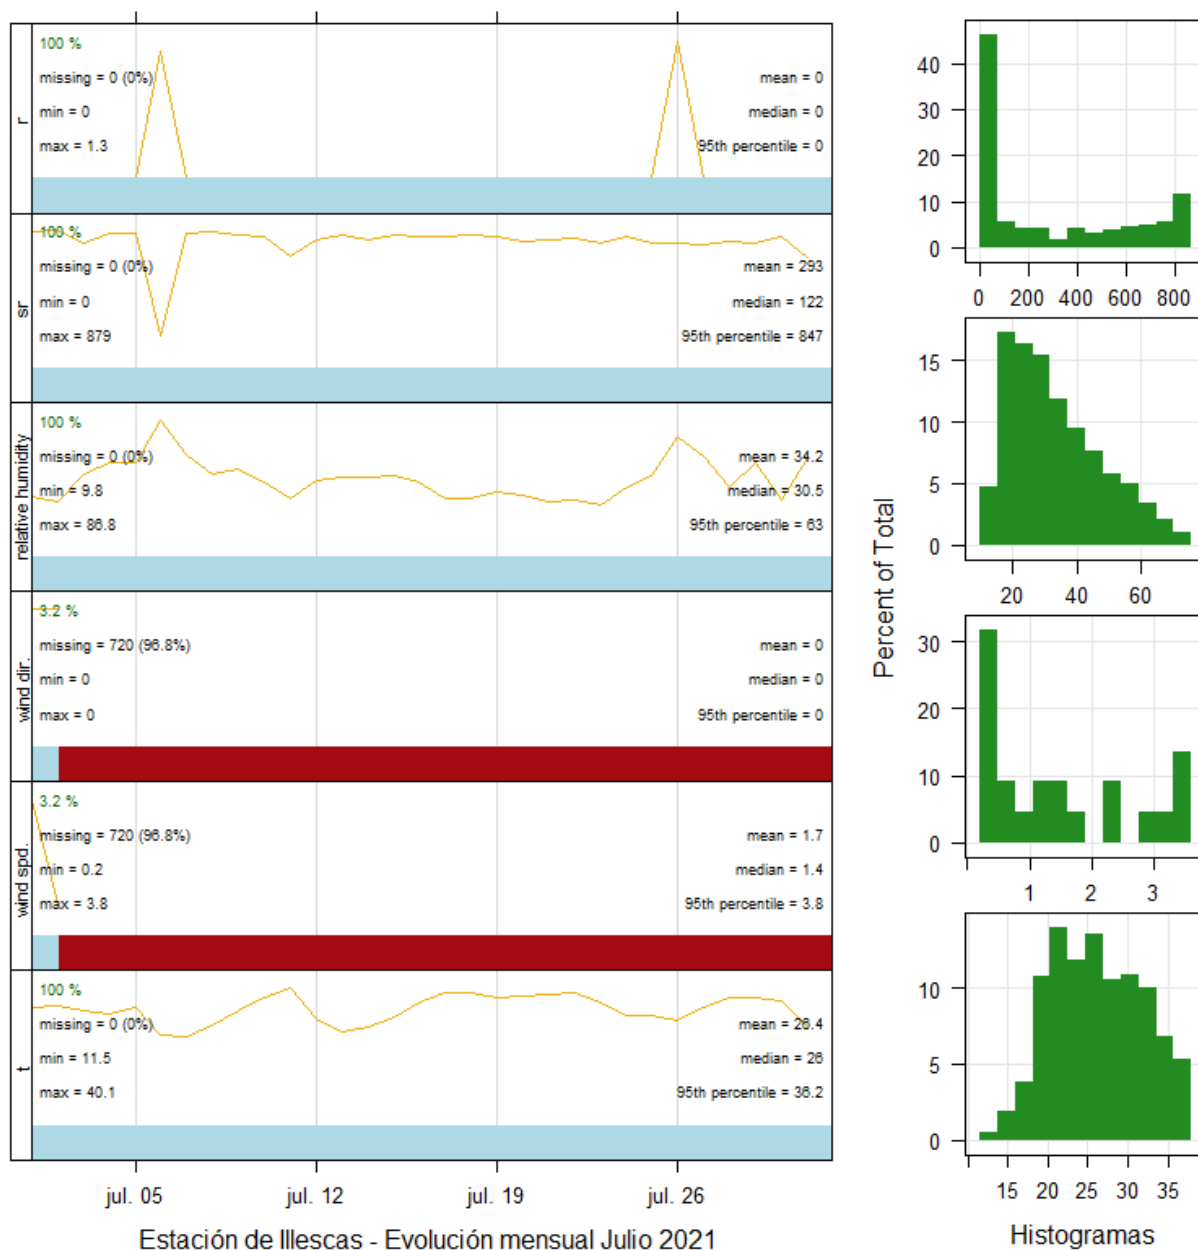 r
100 %
missing = 0 (0%)
min = 0
max = 1.3
mean = 0
median = 0
95th percentile = 0
sr
100 %
missing = 0 (0%)
min = 0
max = 879
mean = 293
median = 122
95th percentile = 847
relative humidity
100 %
missing = 0 (0%)
min = 9.8
max = 86.8
mean = 34.2
median = 30.5
95th percentile = 63
wind dir.
3.2 %
missing = 720 (96.8%)
min = 0
max = 0
mean = 0
median = 0
95th percentile = 0
wind spd.
3.2 %
missing = 720 (96.8%)
min = 0.2
max = 3.8
mean = 1.7
median = 1.4
95th percentile = 3.8
t
100 %
missing = 0 (0%)
min = 11.5
max = 40.1
mean = 26.4
median = 26
95th percentile = 36.2
jul. 05 jul. 12 jul. 19 jul. 26
Estación de Illescas - Evolución mensual Julio 2021
Percent of Total
40
30
20
10
0
0 200 400 600 800
15
10
5
0
20 40 60
30
20
10
0
1 2 3
10
5
0
15 20 25 30 35
Histogramas